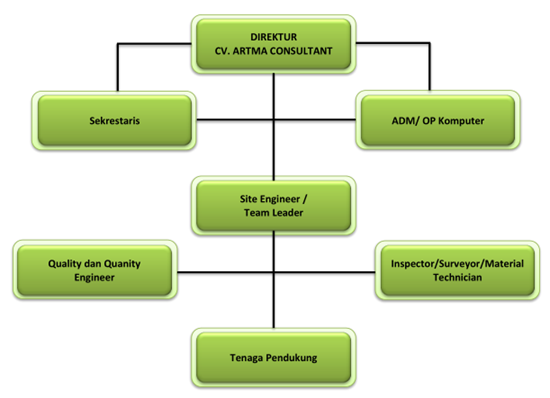 DIREKTUR
CV. ARTMA CONSULTANT
Sekrestaris
ADM/ OP Komputer
Site Engineer /
Team Leader
Quality dan Quanity
Engineer
Inspector/Surveyor/Material
Technician
Tenaga Pendukung